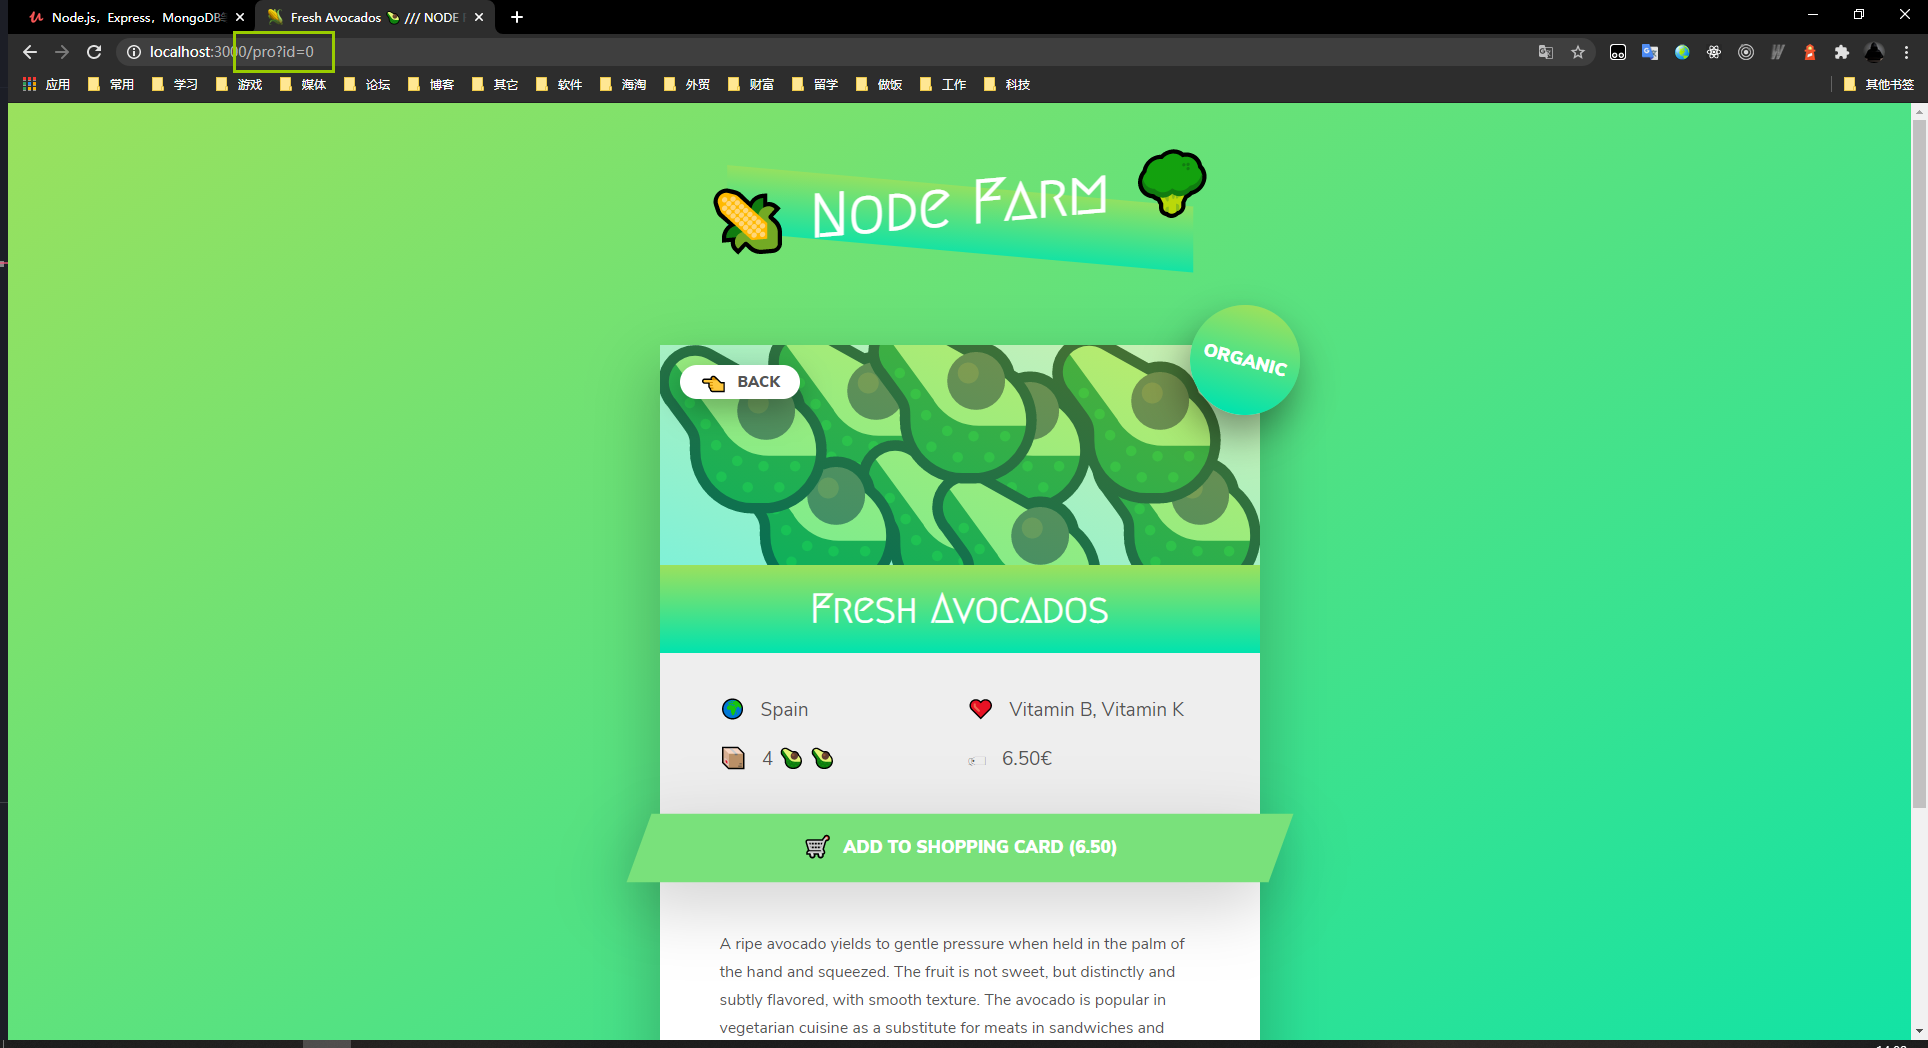 Node.js，Express，MongoDB
Fresh Avocados 🥑 /// NODE
localhost:3000/pro?id=0
应用 常用 学习 游戏 媒体 论坛 博客 其它 软件 海淘 外贸 财富 留学 做饭 工作 科技 其他书签
Node Farm
ORGANIC
BACK
Fresh Avocados
Spain
Vitamin B, Vitamin K
4 🥑 🥑
6.50€
ADD TO SHOPPING CARD (6.50)
A ripe avocado yields to gentle pressure when held in the palm of
the hand and squeezed. The fruit is not sweet, but distinctly and
subtly flavored, with smooth texture. The avocado is popular in
vegetarian cuisine as a substitute for meats in sandwiches and